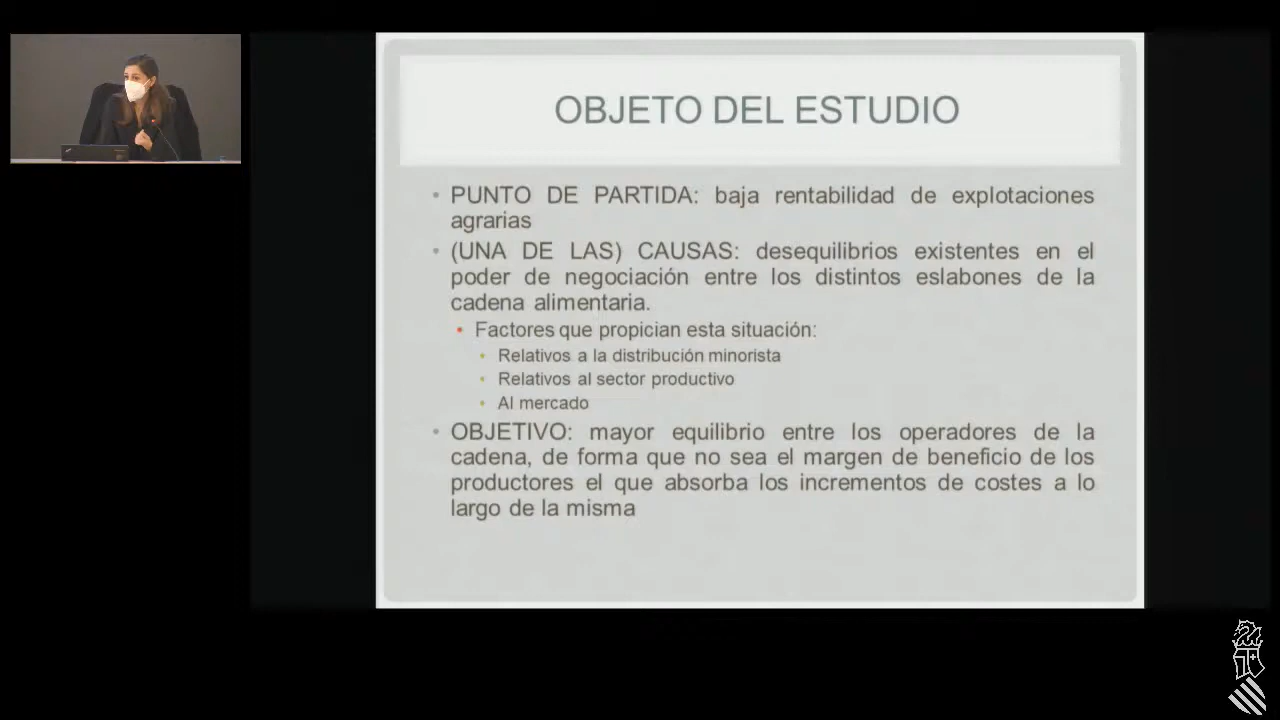 OBJETO DEL ESTUDIO
• PUNTO DE PARTIDA: baja rentabilidad de explotaciones
agrarias
• (UNA DE LAS) CAUSAS: desequilibrios existentes en el
poder de negociación entre los distintos eslabones de la
cadena alimentaria.
• Factores que propician esta situación:
• Relativos a la distribución minorista
• Relativos al sector productivo
• Al mercado
• OBJETIVO: mayor equilibrio entre los operadores de la
cadena, de forma que no sea el margen de beneficio de los
productores el que absorba los incrementos de costes a lo
largo de la misma